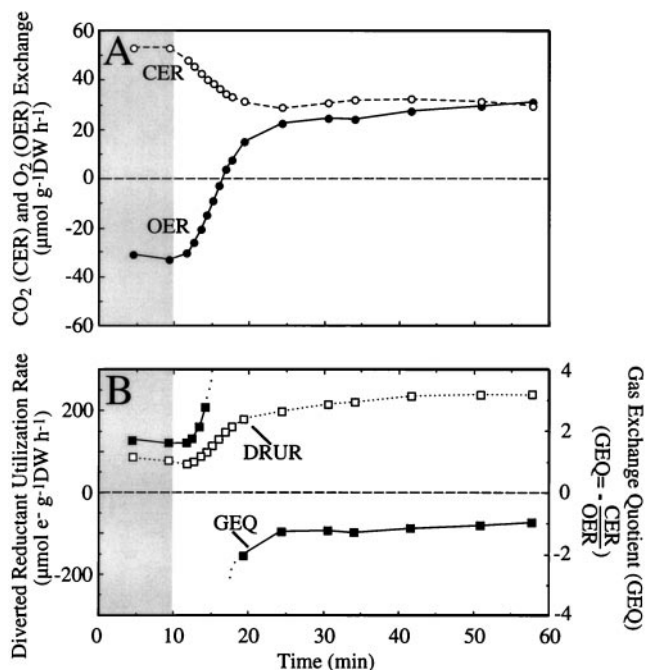 CO₂ (CER) and O₂ (OER) Exchange
(μmol g⁻¹DW h⁻¹)
60
40
20
0
-20
-40
-60
A
CER
OER
Diverted Reductant Utilization Rate
(μmol e⁻ g⁻¹DW h⁻¹)
200
100
0
-100
-200
B
DRUR
GEQ
4
2
0
-2
-4
Gas Exchange Quotient (GEQ)
(GEQ= - CER
OER)
0
10
20
30
40
50
60
Time (min)